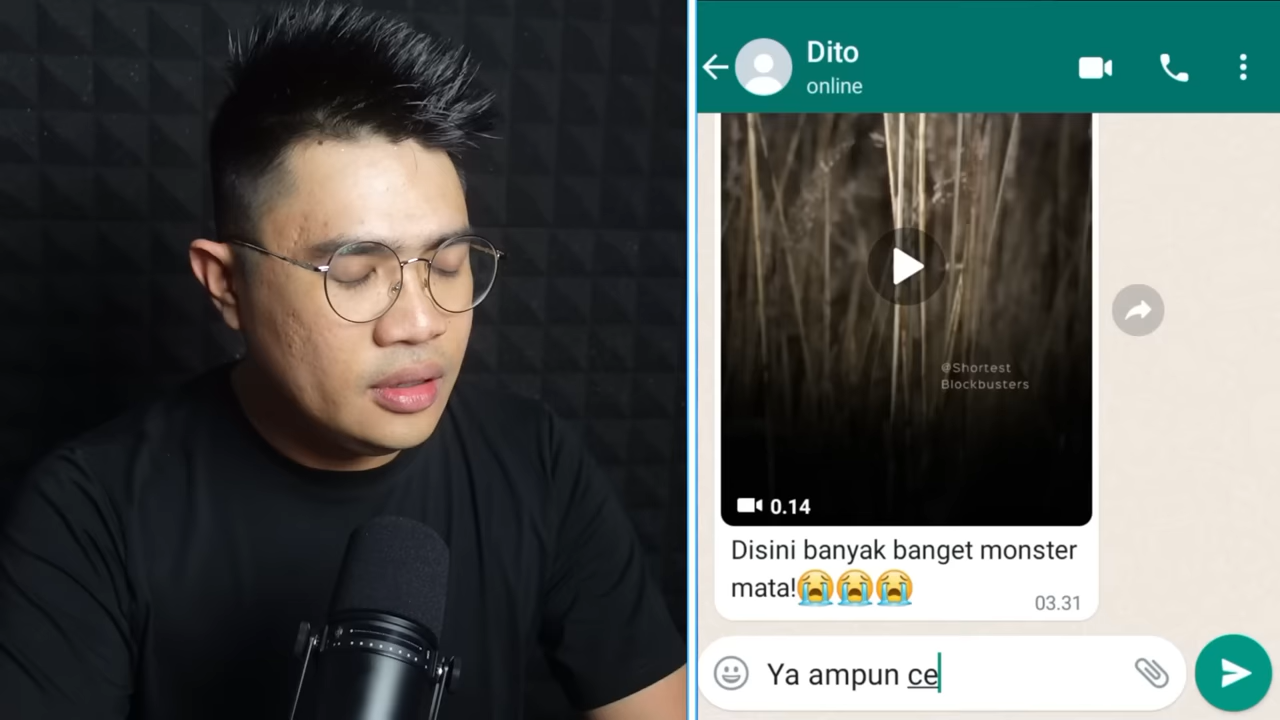 Dito
online
@Shortest
Blockbusters
0.14
Disini banyak banget monster
mata!😭😭😭
03.31
Ya ampun ce